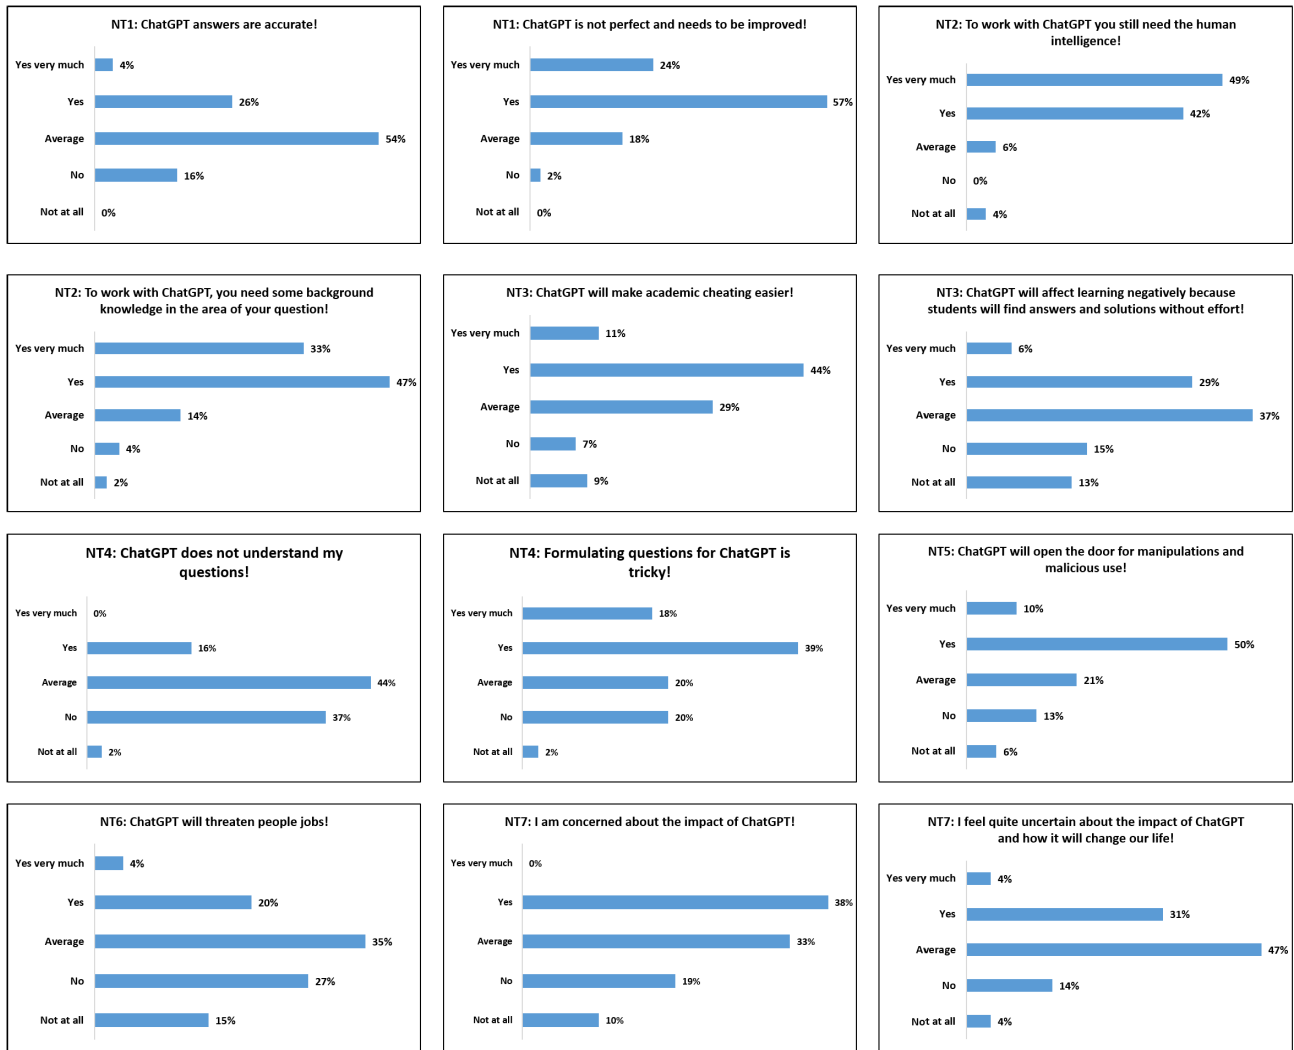 NT1: ChatGPT answers are accurate!
Yes very much 4%
Yes 26%
Average 54%
No 16%
Not at all 0%
NT1: ChatGPT is not perfect and needs to be improved!
Yes very much 24%
Yes 57%
Average 18%
No 2%
Not at all 0%
NT2: To work with ChatGPT you still need the human
intelligence!
Yes very much 49%
Yes 42%
Average 6%
No 0%
Not at all 4%
NT2: To work with ChatGPT, you need some background
knowledge in the area of your question!
Yes very much 33%
Yes 47%
Average 14%
No 4%
Not at all 2%
NT3: ChatGPT will make academic cheating easier!
Yes very much 11%
Yes 44%
Average 29%
No 7%
Not at all 9%
NT3: ChatGPT will affect learning negatively because
students will find answers and solutions without effort!
Yes very much 6%
Yes 29%
Average 37%
No 15%
Not at all 13%
NT4: ChatGPT does not understand my
questions!
Yes very much 0%
Yes 16%
Average 44%
No 37%
Not at all 2%
NT4: Formulating questions for ChatGPT is
tricky!
Yes very much 18%
Yes 39%
Average 20%
No 20%
Not at all 2%
NT5: ChatGPT will open the door for manipulations and
malicious use!
Yes very much 10%
Yes 50%
Average 21%
No 13%
Not at all 6%
NT6: ChatGPT will threaten people jobs!
Yes very much 4%
Yes 20%
Average 35%
No 27%
Not at all 15%
NT7: I am concerned about the impact of ChatGPT!
Yes very much 0%
Yes 38%
Average 33%
No 19%
Not at all 10%
NT7: I feel quite uncertain about the impact of ChatGPT
and how it will change our life!
Yes very much 4%
Yes 31%
Average 47%
No 14%
Not at all 4%